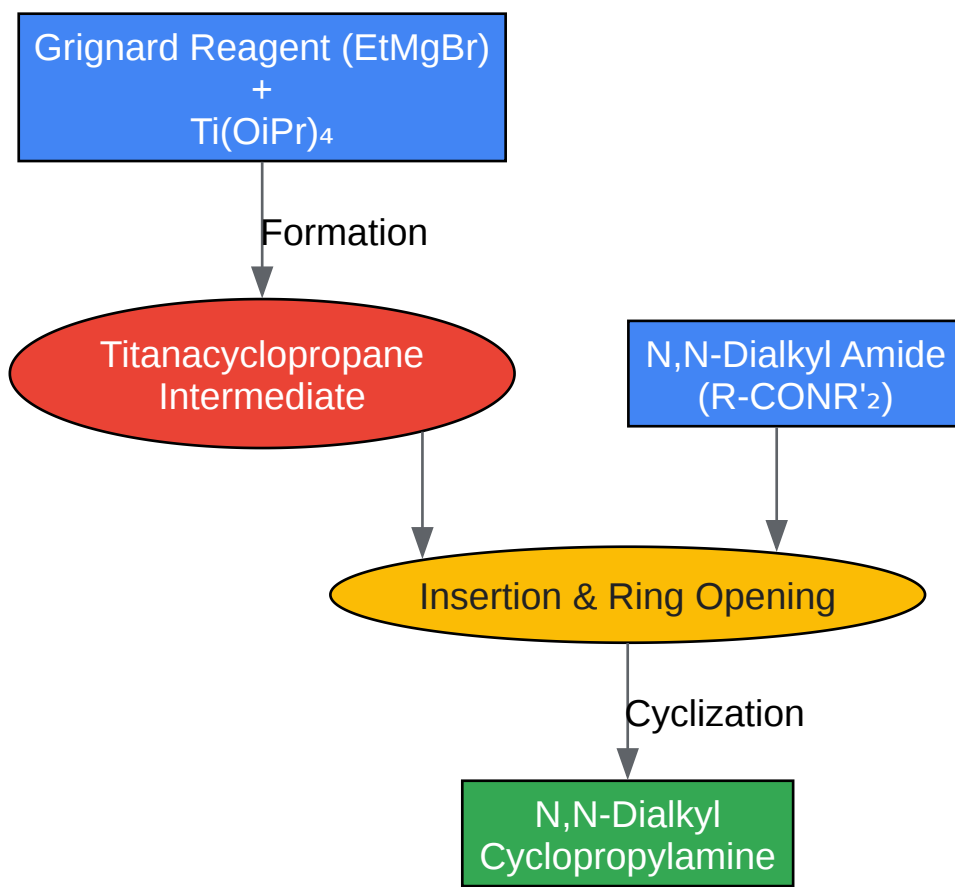 Grignard Reagent (EtMgBr)
+
Ti(OiPr)₄
Formation
Titanacyclopropane
Intermediate
N,N-Dialkyl Amide
(R-CONR'₂)
Insertion & Ring Opening
Cyclization
N,N-Dialkyl
Cyclopropylamine